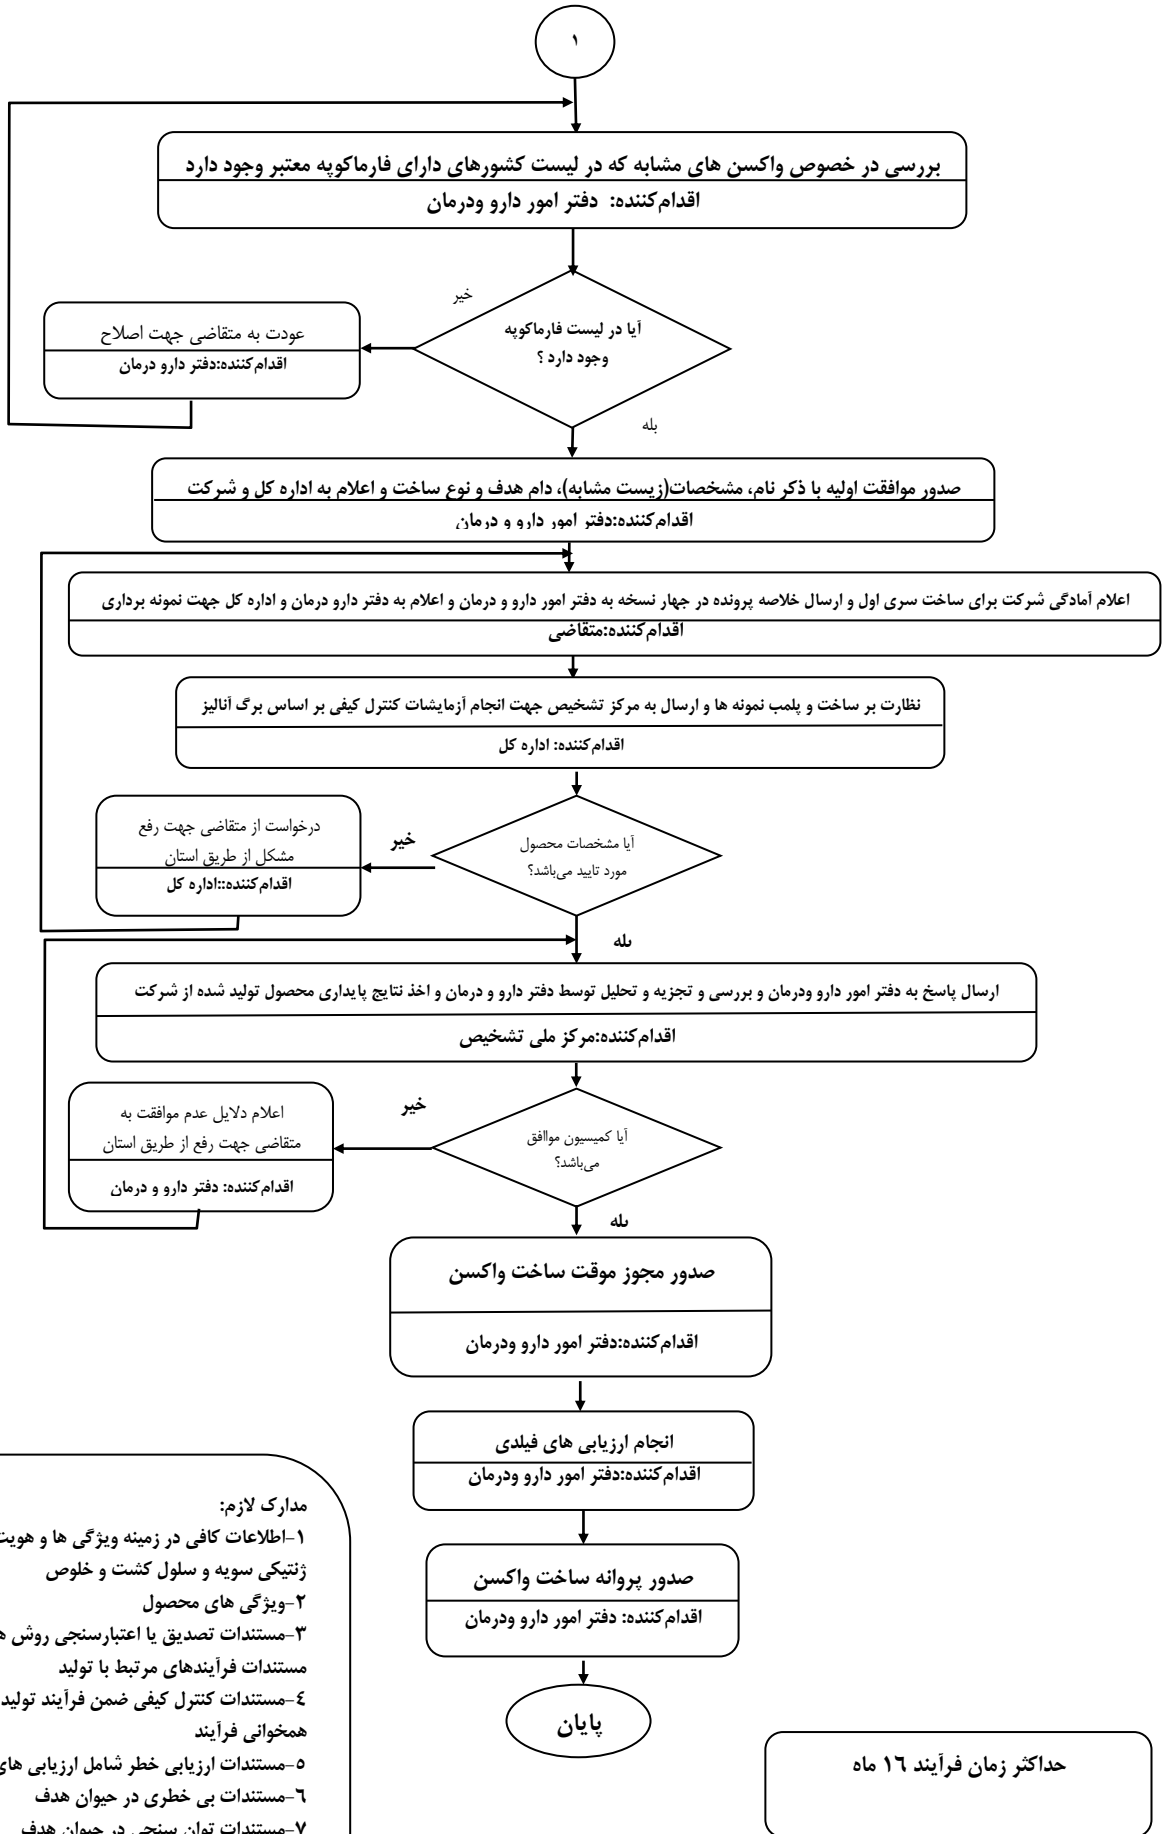 ۱
بررسی در خصوص واکسن های مشابه که در لیست کشورهای دارای فارماکوپه معتبر وجود دارد
اقدام‌کننده: دفتر امور دارو ودرمان
آیا در لیست فارماکوپه
وجود دارد ؟
خیر
عودت به متقاضی جهت اصلاح
اقدام‌کننده:دفتر دارو درمان
بله
صدور موافقت اولیه با ذکر نام، مشخصات(زیست مشابه)، دام هدف و نوع ساخت و اعلام به اداره کل و شرکت
اقدام‌کننده:دفتر امور دارو و درمان
اعلام آمادگی شرکت برای ساخت سری اول و ارسال خلاصه پرونده در جهار نسخه به دفتر امور دارو و درمان و اعلام به دفتر دارو درمان و اداره کل جهت نمونه برداری
اقدام‌کننده:متقاضی
نظارت بر ساخت و پلمب نمونه ها و ارسال به مرکز تشخیص جهت انجام آزمایشات کنترل کیفی بر اساس برگ آنالیز
اقدام‌کننده: اداره کل
آیا مشخصات محصول
مورد تایید می‌باشد؟
خیر
درخواست از متقاضی جهت رفع
مشکل از طریق استان
اقدام‌کننده::اداره کل
بله
ارسال پاسخ به دفتر امور دارو ودرمان و بررسی و تجزیه و تحلیل توسط دفتر دارو و درمان و اخذ نتایج پایداری محصول تولید شده از شرکت
اقدام‌کننده:مرکز ملی تشخیص
آیا کمیسیون مواافق
می‌باشد؟
خیر
اعلام دلایل عدم موافقت به
متقاضی جهت رفع از طریق استان
اقدام‌کننده: دفتر دارو و درمان
بله
صدور مجوز موقت ساخت واکسن
اقدام‌کننده:دفتر امور دارو ودرمان
انجام ارزیابی های فیلدی
اقدام‌کننده:دفتر امور دارو ودرمان
صدور پروانه ساخت واکسن
اقدام‌کننده: دفتر امور دارو ودرمان
پایان
مدارک لازم:
۱-اطلاعات کافی در زمینه ویژگی ها و هویت
ژنتیکی سویه و سلول کشت و خلوص
۲-ویژگی های محصول
۳-مستندات تصدیق یا اعتبارسنجی روش ه
مستندات فرآیندهای مرتبط با تولید
٤-مستندات کنترل کیفی ضمن فرآیند تولید
همخوانی فرآیند
٥-مستندات ارزیابی خطر شامل ارزیابی های
٦-مستندات بی خطری در حیوان هدف
۷-مستندات توان سنجی در حیوان هدف
حداکثر زمان فرآیند ۱٦ ماه